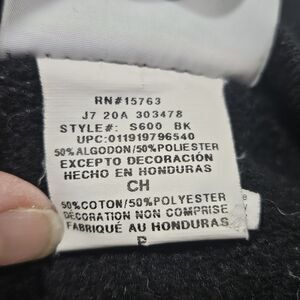 RN#15763
J7 20A 303478
STYLE#: S600 BK
UPC:011919796540
50%ALGODON/50%POLIESTER
EXCEPTO DECORACIÓN
HECHO EN HONDURAS
CH
50%COTON/50%POLYESTER
DÉCORATION NON COMPRISE
FABRIQUÉ AU HONDURAS
P